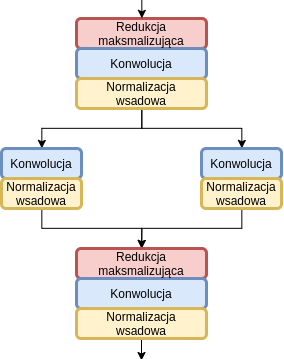 Redukcja
maksmalizująca
Konwolucja
Normalizacja
wsadowa
Konwolucja
Normalizacja
wsadowa
Konwolucja
Normalizacja
wsadowa
Redukcja
maksmalizująca
Konwolucja
Normalizacja
wsadowa